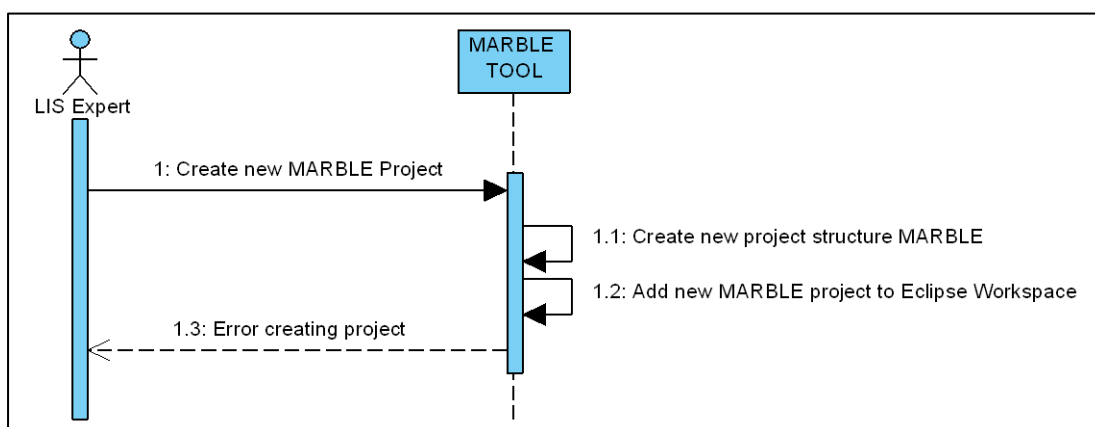 MARBLE
TOOL
LIS Expert
1: Create new MARBLE Project
1.1: Create new project structure MARBLE
1.2: Add new MARBLE project to Eclipse Workspace
1.3: Error creating project